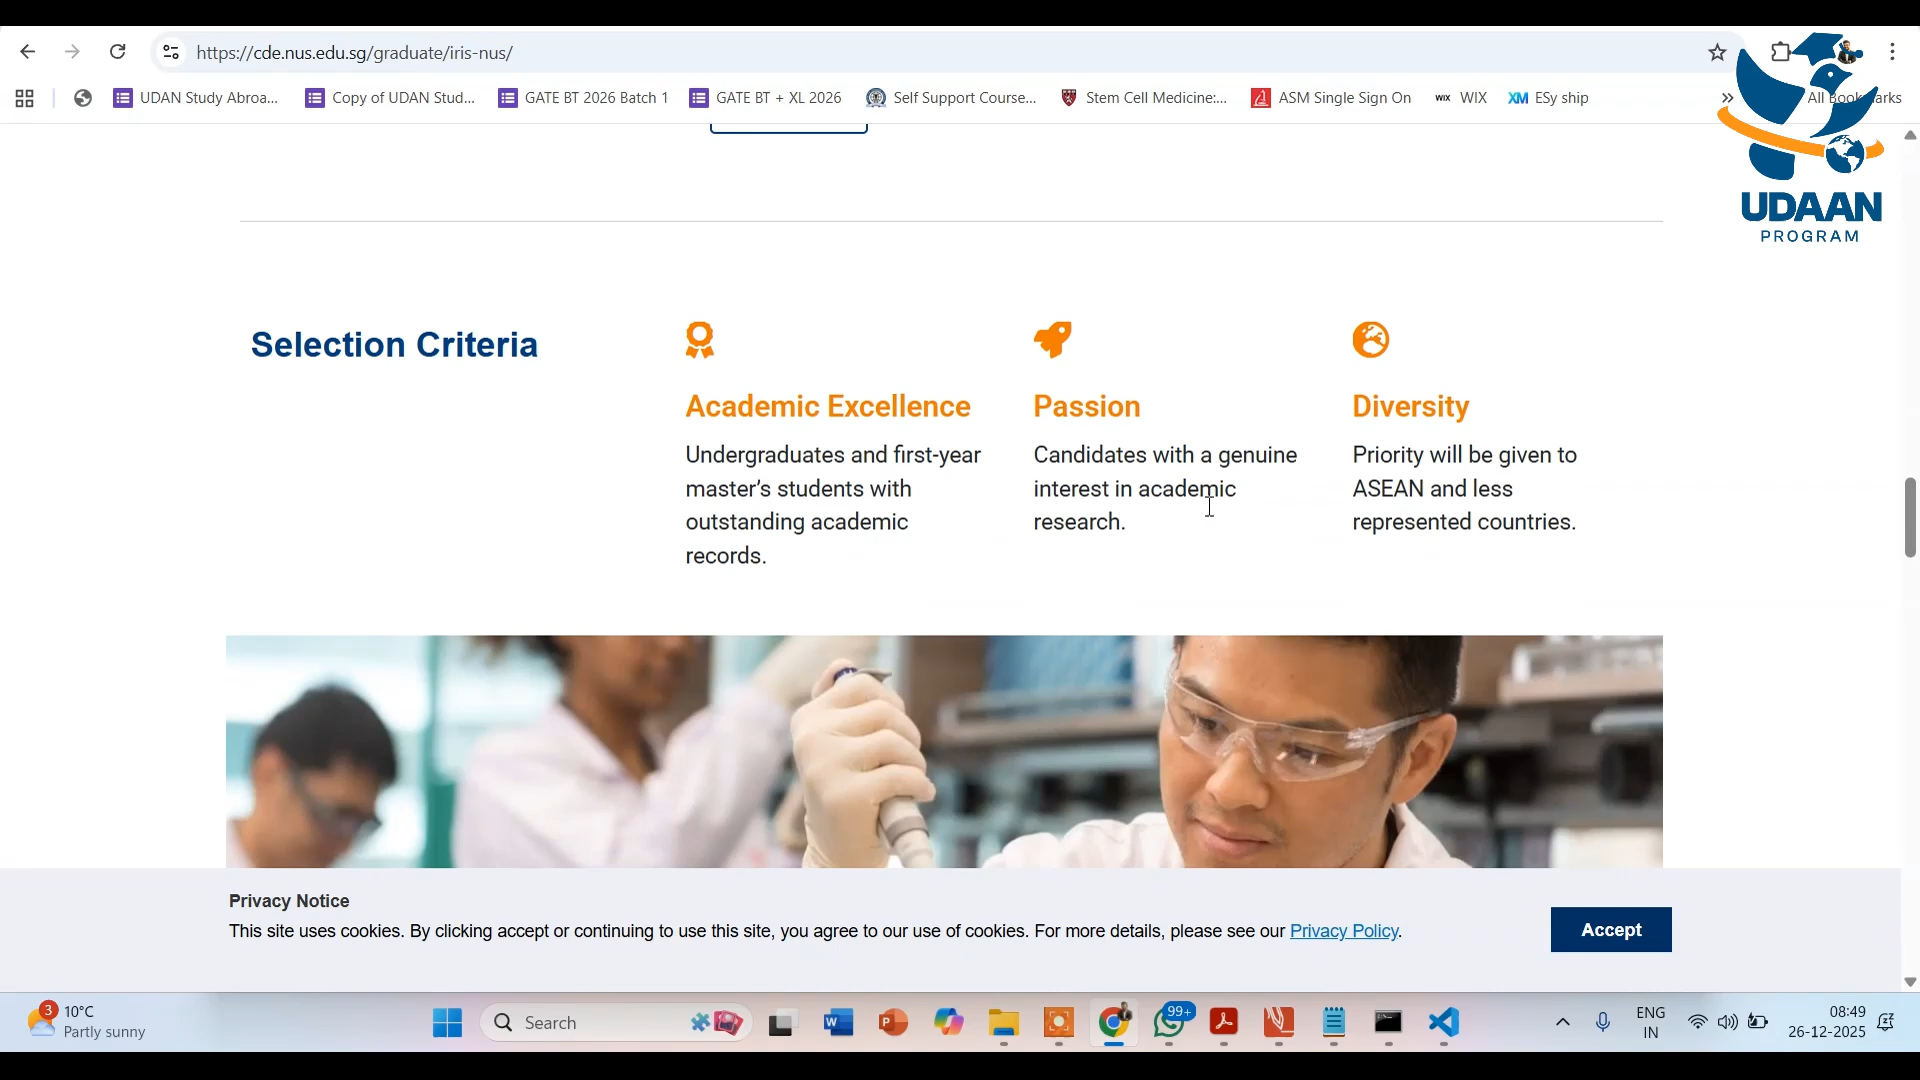 https://cde.nus.edu.sg/graduate/iris-nus/
UDAN Study Abroa...
Copy of UDAN Stud...
GATE BT 2026 Batch 1
GATE BT + XL 2026
Self Support Course...
Stem Cell Medicine:...
ASM Single Sign On
WIX WIX
XM ESy ship
»
All Bookmarks
UDAAN
PROGRAM
Selection Criteria
Academic Excellence
Undergraduates and first-year
master's students with
outstanding academic
records.
Passion
Candidates with a genuine
interest in academic
research.
Diversity
Priority will be given to
ASEAN and less
represented countries.
Privacy Notice
This site uses cookies. By clicking accept or continuing to use this site, you agree to our use of cookies. For more details, please see our Privacy Policy.
Accept
3
10°C
Partly sunny
Search
99+
ENG
IN
08:49
26-12-2025